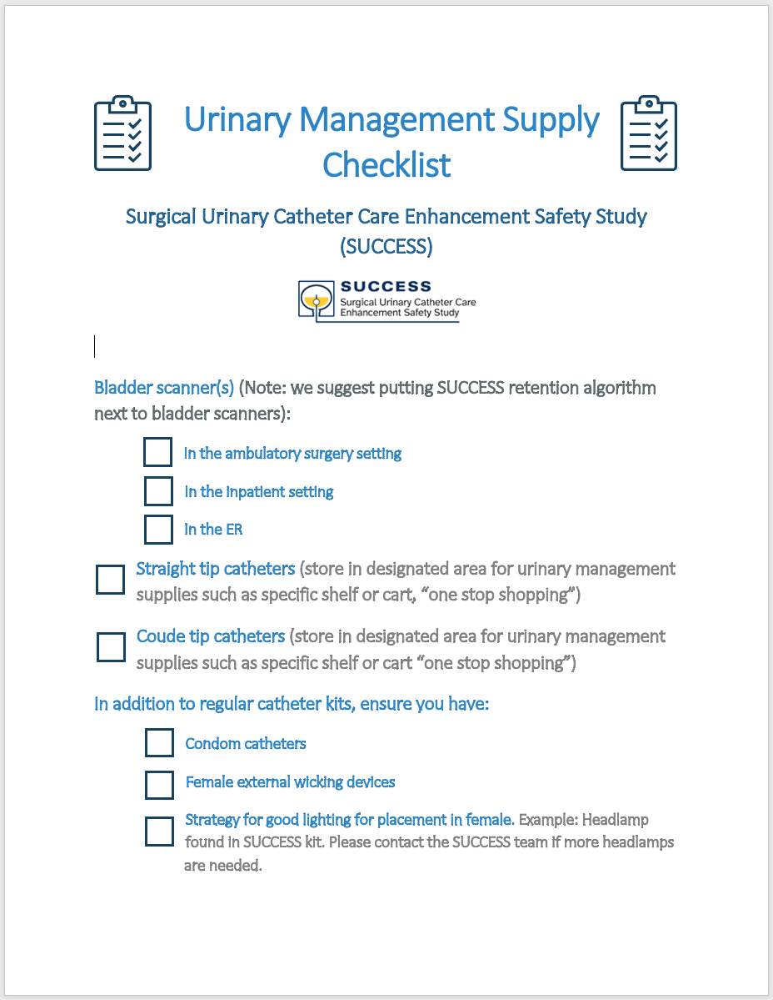 Urinary Management Supply
Checklist
Surgical Urinary Catheter Care Enhancement Safety Study
(SUCCESS)
SUCCESS
Surgical Urinary Catheter Care
Enhancement Safety Study
Bladder scanner(s) (Note: we suggest putting SUCCESS retention algorithm
next to bladder scanners):
In the ambulatory surgery setting
In the inpatient setting
In the ER
Straight tip catheters (store in designated area for urinary management
supplies such as specific shelf or cart, “one stop shopping”)
Coude tip catheters (store in designated area for urinary management
supplies such as specific shelf or cart “one stop shopping”)
In addition to regular catheter kits, ensure you have:
Condom catheters
Female external wicking devices
Strategy for good lighting for placement in female. Example: Headlamp
found in SUCCESS kit. Please contact the SUCCESS team if more headlamps
are needed.